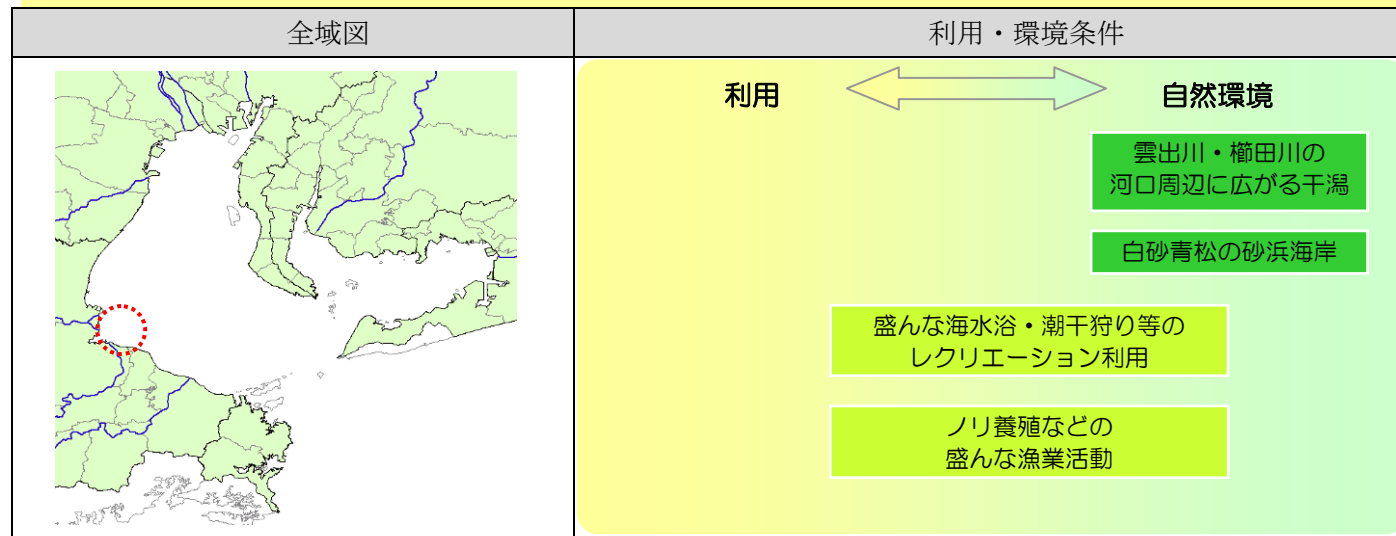 全域図
利用・環境条件
利用
自然環境
雲出川・櫛田川の
河口周辺に広がる干潟
白砂青松の砂浜海岸
盛んな海水浴・潮干狩り等の
レクリエーション利用
ノリ養殖などの
盛んな漁業活動